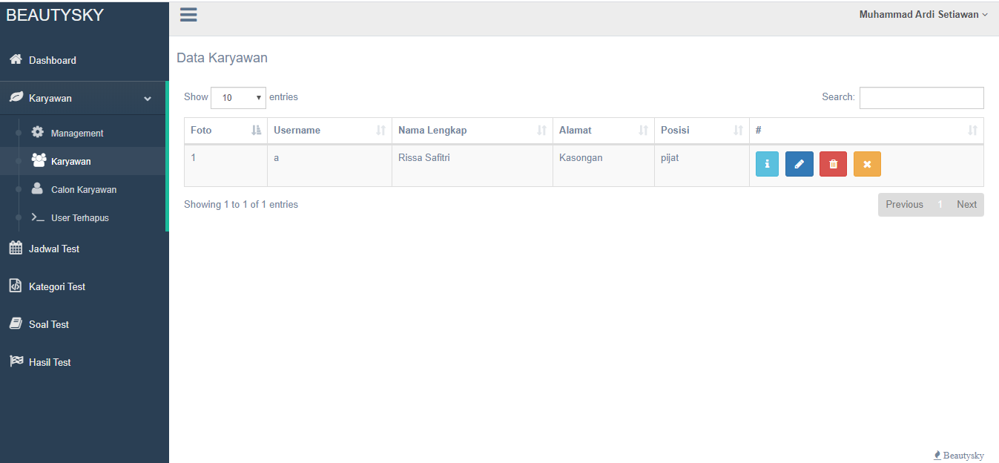 BEAUTYSKY
Muhammad Ardi Setiawan
Dashboard
Karyawan
Management
Karyawan
Calon Karyawan
User Terhapus
Jadwal Test
Kategori Test
Soal Test
Hasil Test
Data Karyawan
Show 10 entries
Search:
Foto Username Nama Lengkap Alamat Posisi #
1 a Rissa Safitri Kasongan pijat
Showing 1 to 1 of 1 entries
Previous 1 Next
Beautysky